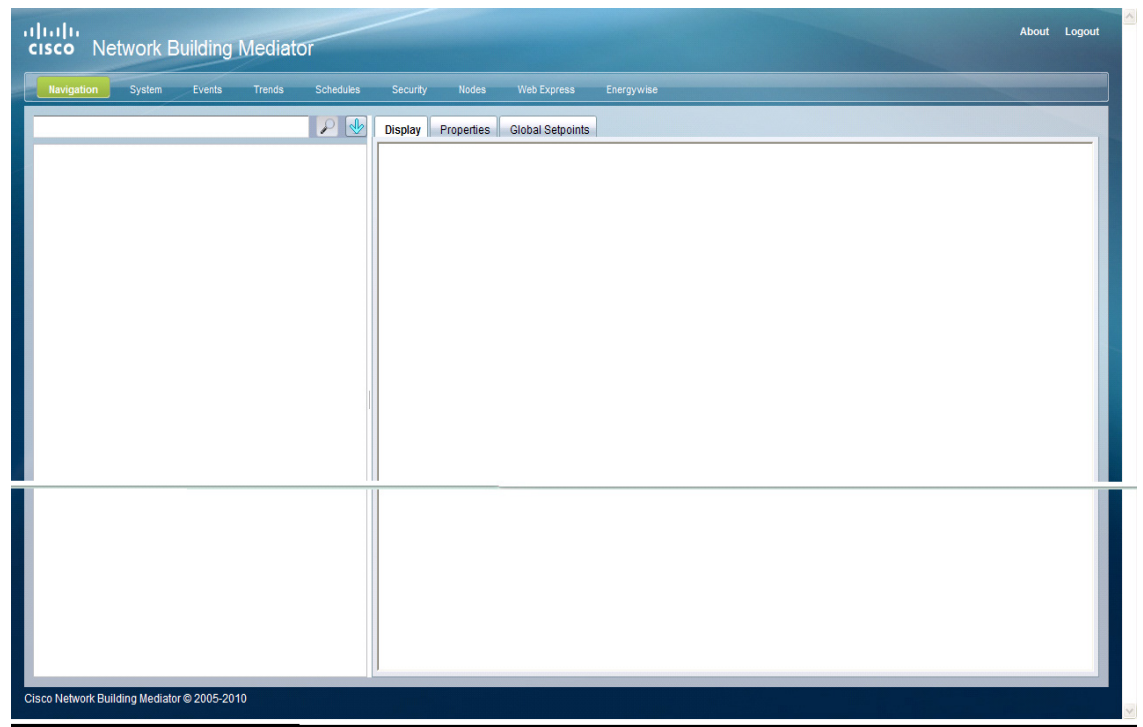 About Logout
CISCO Network Building Mediator
Navigation System Events Trends Schedules Security Nodes Web Express Energywise
Display Properties Global Setpoints
Cisco Network Building Mediator © 2005-2010